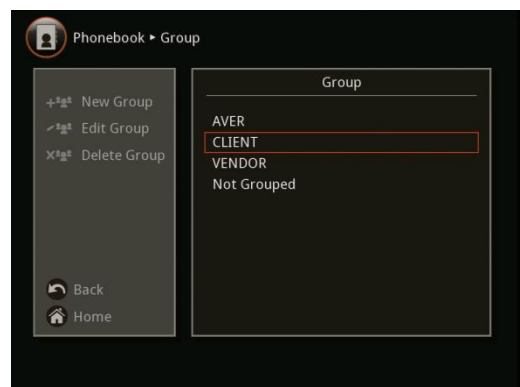 Phonebook ▸ Group
New Group
Edit Group
Delete Group
Back
Home
Group
AVER
CLIENT
VENDOR
Not Grouped